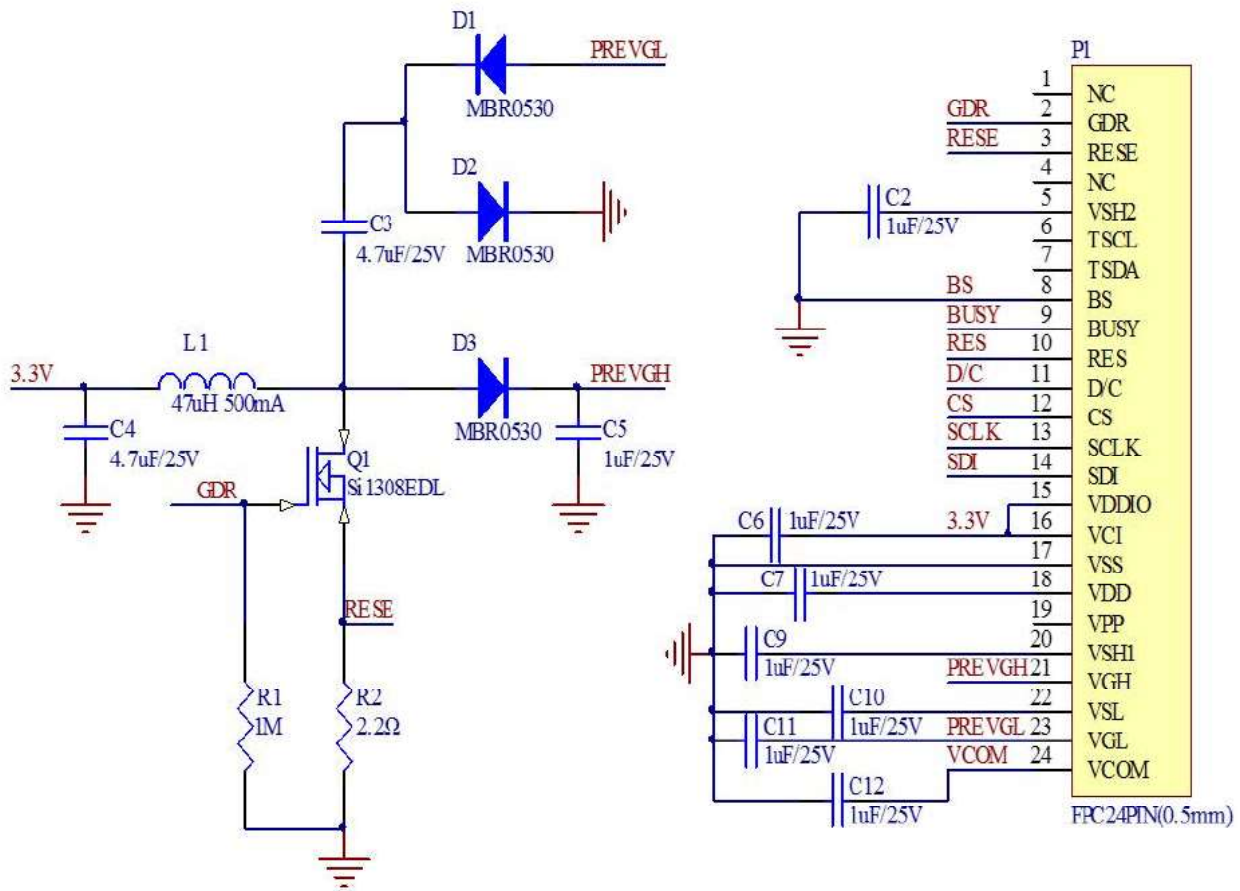 D1
PREVGL
MBR0530
D2
MBR0530
C3
4.7uF/25V
L1
3.3V
47uH 500mA
D3
PREVGH
MBR0530
C4
4.7uF/25V
C5
1uF/25V
Q1
Si1308EDL
GDR
RESE
R1
1M
R2
2.2Ω
P1
1 NC
GDR 2 GDR
RESE 3 RESE
4 NC
C2
1uF/25V
5 VSH2
6 TSCL
7 TSDA
BS 8 BS
BUSY 9 BUSY
RES 10 RES
D/C 11 D/C
CS 12 CS
SCLK 13 SCLK
SDI 14 SDI
15 VDDIO
C6 1uF/25V 3.3V 16 VCI
17 VSS
C7 1uF/25V 18 VDD
19 VPP
C9
1uF/25V
20 VSH1
PREVGH 21 VGH
C10
1uF/25V
22 VSL
C11
1uF/25V
PREVGL 23 VGL
VCOM 24 VCOM
C12
1uF/25V
FPC24PIN(0.5mm)